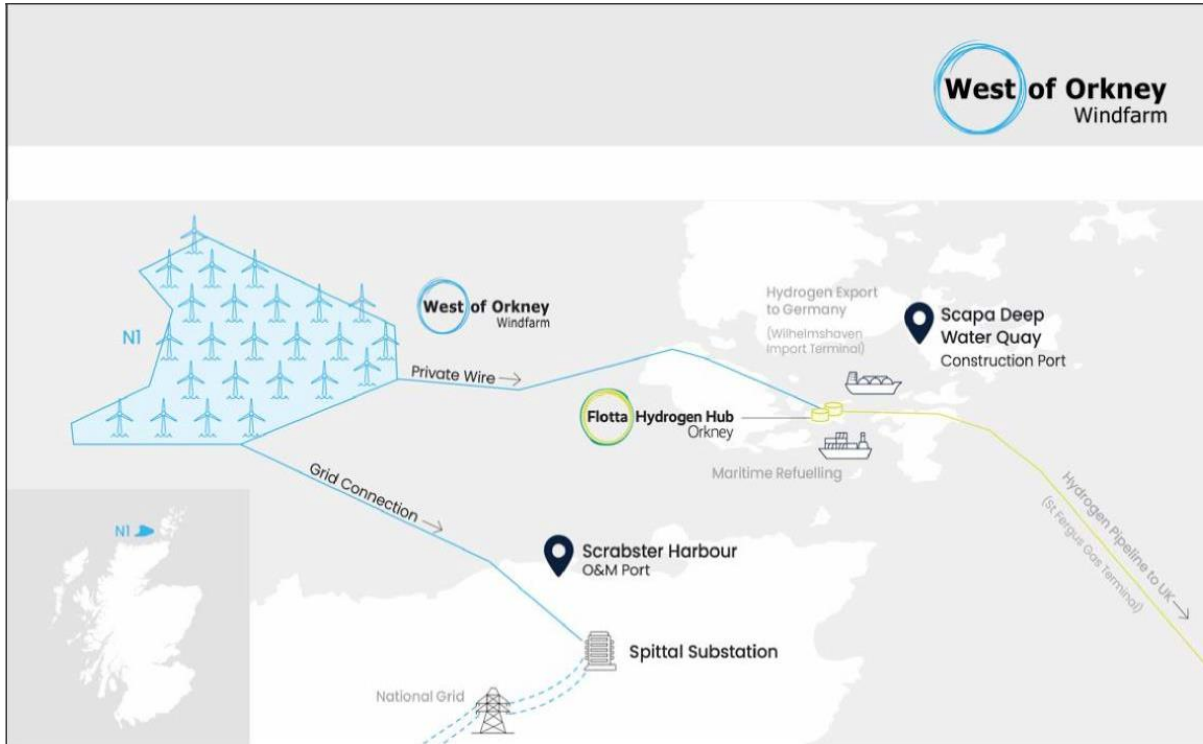 West of Orkney
Windfarm
N1
West of Orkney
Windfarm
Private Wire
Hydrogen Export
to Germany
(Wilhelmshaven
Import Terminal)
Scapa Deep
Water Quay
Construction Port
Flotta Hydrogen Hub
Orkney
Maritime Refuelling
Grid Connection
Hydrogen Pipeline to UK
(St Fergus Gas Terminal)
N1
Scrabster Harbour
O&M Port
Spittal Substation
National Grid